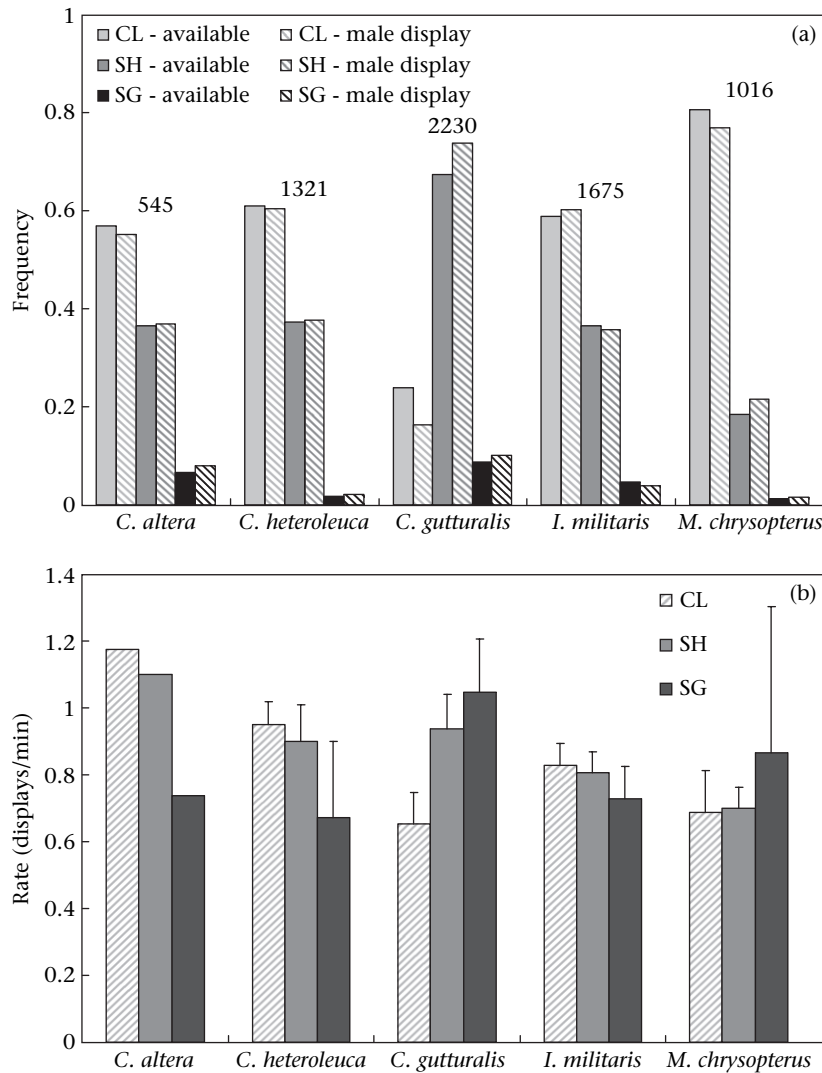 1
0.8
0.6
0.4
0.2
0
Frequency
CL - available
CL - male display
(a)
SH - available
SH - male display
SG - available
SG - male display
545
1321
2230
1675
1016
C. altera
C. heteroleuca
C. gutturalis
I. militaris
M. chrysopterus
1.4
1.2
1
0.8
0.6
0.4
0.2
0
Rate (displays/min)
(b)
CL
SH
SG
C. altera
C. heteroleuca
C. gutturalis
I. militaris
M. chrysopterus